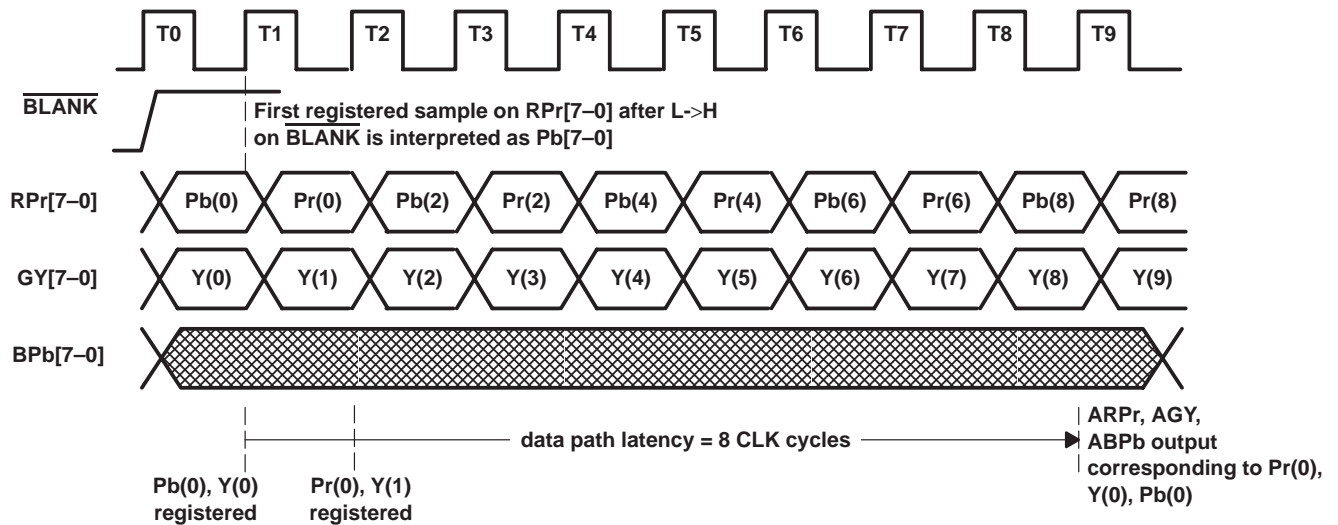 T0 T1 T2 T3 T4 T5 T6 T7 T8 T9
BLANK
First registered sample on RPr[7–0] after L->H
on BLANK is interpreted as Pb[7–0]
RPr[7–0] Pb(0) Pr(0) Pb(2) Pr(2) Pb(4) Pr(4) Pb(6) Pr(6) Pb(8) Pr(8)
GY[7–0] Y(0) Y(1) Y(2) Y(3) Y(4) Y(5) Y(6) Y(7) Y(8) Y(9)
BPb[7–0]
data path latency = 8 CLK cycles
ARPr, AGY,
ABPb output
corresponding to Pr(0),
Y(0), Pb(0)
Pb(0), Y(0)
registered
Pr(0), Y(1)
registered